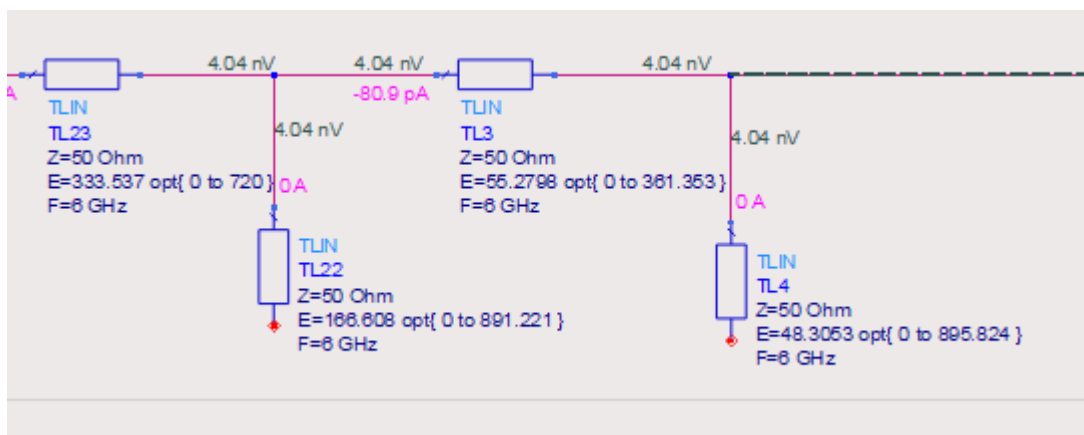 4.04 nV
4.04 nV
4.04 nV
A
-80.9 pA
TLIN
TL23
Z=50 Ohm
E=333.537 opt{ 0 to 720 }
F=6 GHz
4.04 nV
0 A
TLIN
TL3
Z=50 Ohm
E=55.2798 opt{ 0 to 361.353 }
F=6 GHz
4.04 nV
0 A
TLIN
TL22
Z=50 Ohm
E=166.608 opt{ 0 to 891.221 }
F=6 GHz
TLIN
TL4
Z=50 Ohm
E=48.3053 opt{ 0 to 895.824 }
F=6 GHz